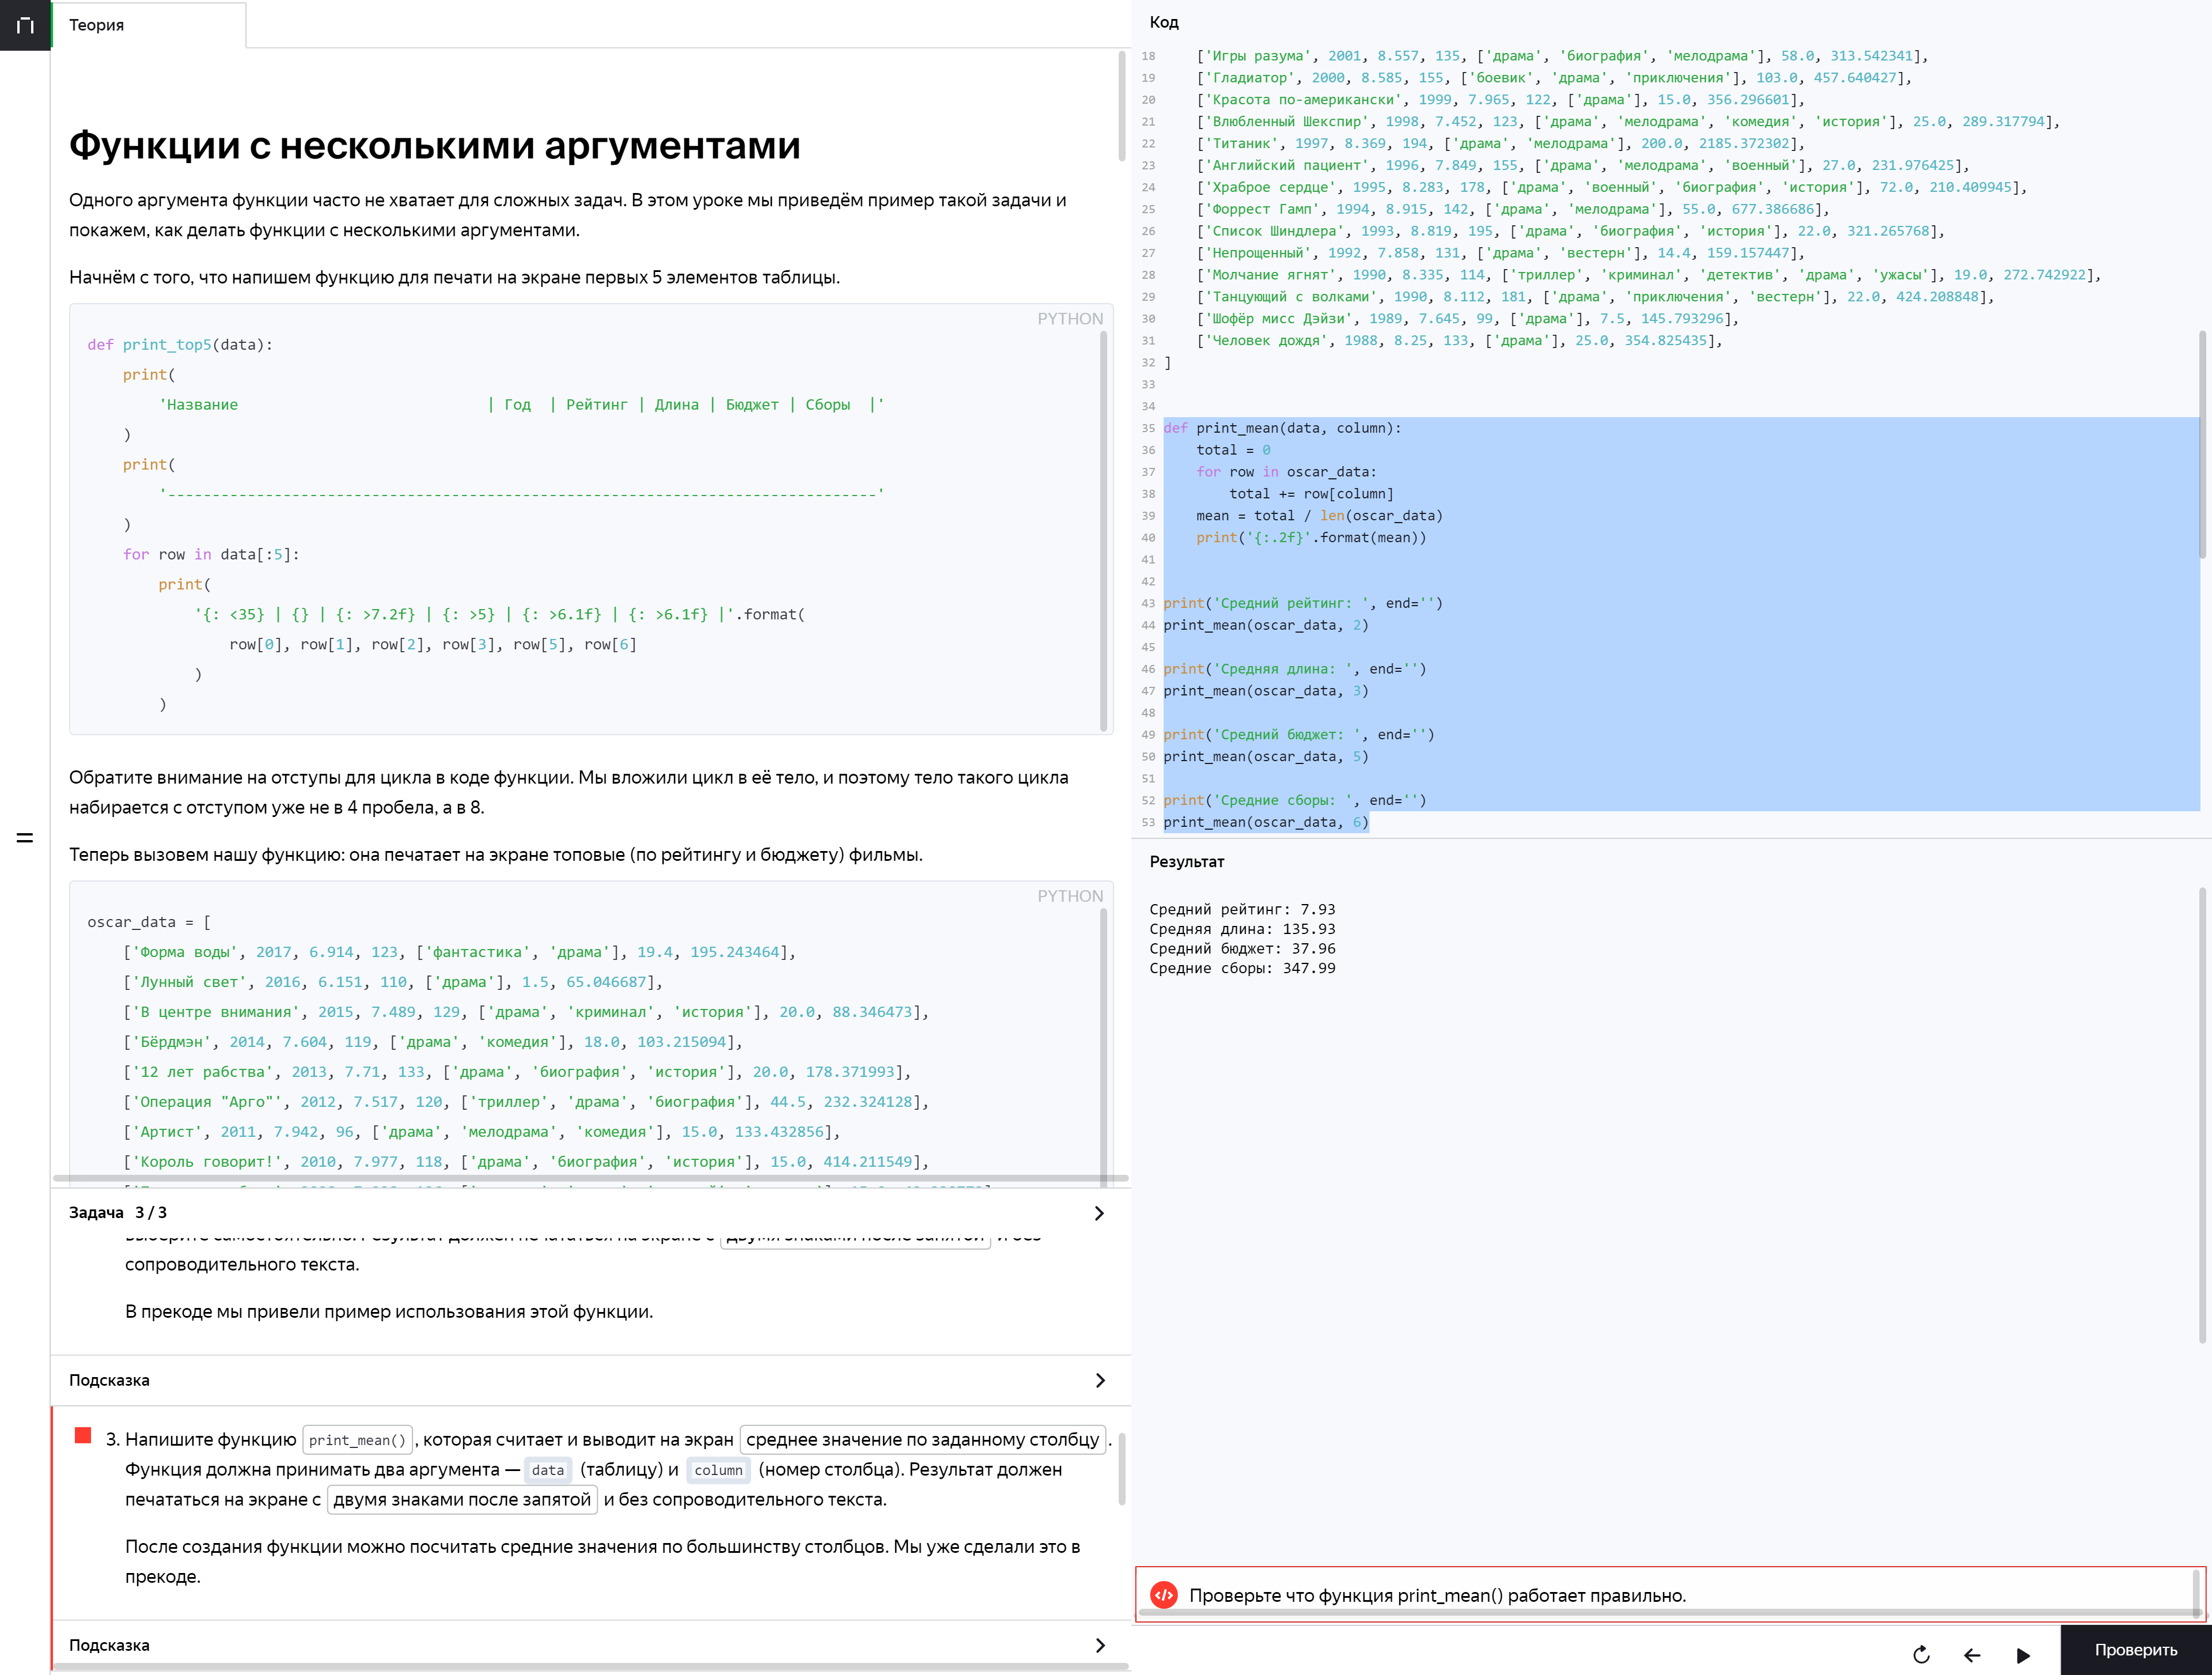 Теория
Функции с несколькими аргументами
Одного аргумента функции часто не хватает для сложных задач. В этом уроке мы приведём пример такой задачи и
покажем, как делать функции с несколькими аргументами.
Начнём с того, что напишем функцию для печати на экране первых 5 элементов таблицы.
PYTHON
def print_top5(data):
    print(
        'Название                            | Год  | Рейтинг | Длина | Бюджет | Сборы  |'
    )
    print(
        '--------------------------------------------------------------------------------'
    )
    for row in data[:5]:
        print(
            '{: <35} | {} | {: >7.2f} | {: >5} | {: >6.1f} | {: >6.1f} |'.format(
                row[0], row[1], row[2], row[3], row[5], row[6]
            )
        )
Обратите внимание на отступы для цикла в коде функции. Мы вложили цикл в её тело, и поэтому тело такого цикла
набирается с отступом уже не в 4 пробела, а в 8.
Теперь вызовем нашу функцию: она печатает на экране топовые (по рейтингу и бюджету) фильмы.
PYTHON
oscar_data = [
    ['Форма воды', 2017, 6.914, 123, ['фантастика', 'драма'], 19.4, 195.243464],
    ['Лунный свет', 2016, 6.151, 110, ['драма'], 1.5, 65.046687],
    ['В центре внимания', 2015, 7.489, 129, ['драма', 'криминал', 'история'], 20.0, 88.346473],
    ['Бёрдмэн', 2014, 7.604, 119, ['драма', 'комедия'], 18.0, 103.215094],
    ['12 лет рабства', 2013, 7.71, 133, ['драма', 'биография', 'история'], 20.0, 178.371993],
    ['Операция "Арго"', 2012, 7.517, 120, ['триллер', 'драма', 'биография'], 44.5, 232.324128],
    ['Артист', 2011, 7.942, 96, ['драма', 'мелодрама', 'комедия'], 15.0, 133.432856],
    ['Король говорит!', 2010, 7.977, 118, ['драма', 'биография', 'история'], 15.0, 414.211549],
Задача 3 / 3
сопроводительного текста.
В прекоде мы привели пример использования этой функции.
Подсказка
3. Напишите функцию print_mean(), которая считает и выводит на экран среднее значение по заданному столбцу.
Функция должна принимать два аргумента — data (таблицу) и column (номер столбца). Результат должен
печататься на экране с двумя знаками после запятой и без сопроводительного текста.
После создания функции можно посчитать средние значения по большинству столбцов. Мы уже сделали это в
прекоде.
Подсказка
Код
18     ['Игры разума', 2001, 8.557, 135, ['драма', 'биография', 'мелодрама'], 58.0, 313.542341],
19     ['Гладиатор', 2000, 8.585, 155, ['боевик', 'драма', 'приключения'], 103.0, 457.640427],
20     ['Красота по-американски', 1999, 7.965, 122, ['драма'], 15.0, 356.296601],
21     ['Влюбленный Шекспир', 1998, 7.452, 123, ['драма', 'мелодрама', 'комедия', 'история'], 25.0, 289.317794],
22     ['Титаник', 1997, 8.369, 194, ['драма', 'мелодрама'], 200.0, 2185.372302],
23     ['Английский пациент', 1996, 7.849, 155, ['драма', 'мелодрама', 'военный'], 27.0, 231.976425],
24     ['Храброе сердце', 1995, 8.283, 178, ['драма', 'военный', 'биография', 'история'], 72.0, 210.409945],
25     ['Форрест Гамп', 1994, 8.915, 142, ['драма', 'мелодрама'], 55.0, 677.386686],
26     ['Список Шиндлера', 1993, 8.819, 195, ['драма', 'биография', 'история'], 22.0, 321.265768],
27     ['Непрощенный', 1992, 7.858, 131, ['драма', 'вестерн'], 14.4, 159.157447],
28     ['Молчание ягнят', 1990, 8.335, 114, ['триллер', 'криминал', 'детектив', 'драма', 'ужасы'], 19.0, 272.742922],
29     ['Танцующий с волками', 1990, 8.112, 181, ['драма', 'приключения', 'вестерн'], 22.0, 424.208848],
30     ['Шофёр мисс Дэйзи', 1989, 7.645, 99, ['драма'], 7.5, 145.793296],
31     ['Человек дождя', 1988, 8.25, 133, ['драма'], 25.0, 354.825435],
32 ]
33
34
35 def print_mean(data, column):
36     total = 0
37     for row in oscar_data:
38         total += row[column]
39     mean = total / len(oscar_data)
40     print('{:.2f}'.format(mean))
41
42
43 print('Средний рейтинг: ', end='')
44 print_mean(oscar_data, 2)
45
46 print('Средняя длина: ', end='')
47 print_mean(oscar_data, 3)
48
49 print('Средний бюджет: ', end='')
50 print_mean(oscar_data, 5)
51
52 print('Средние сборы: ', end='')
53 print_mean(oscar_data, 6)
Результат
Средний рейтинг: 7.93
Средняя длина: 135.93
Средний бюджет: 37.96
Средние сборы: 347.99
Проверьте что функция print_mean() работает правильно.
Проверить